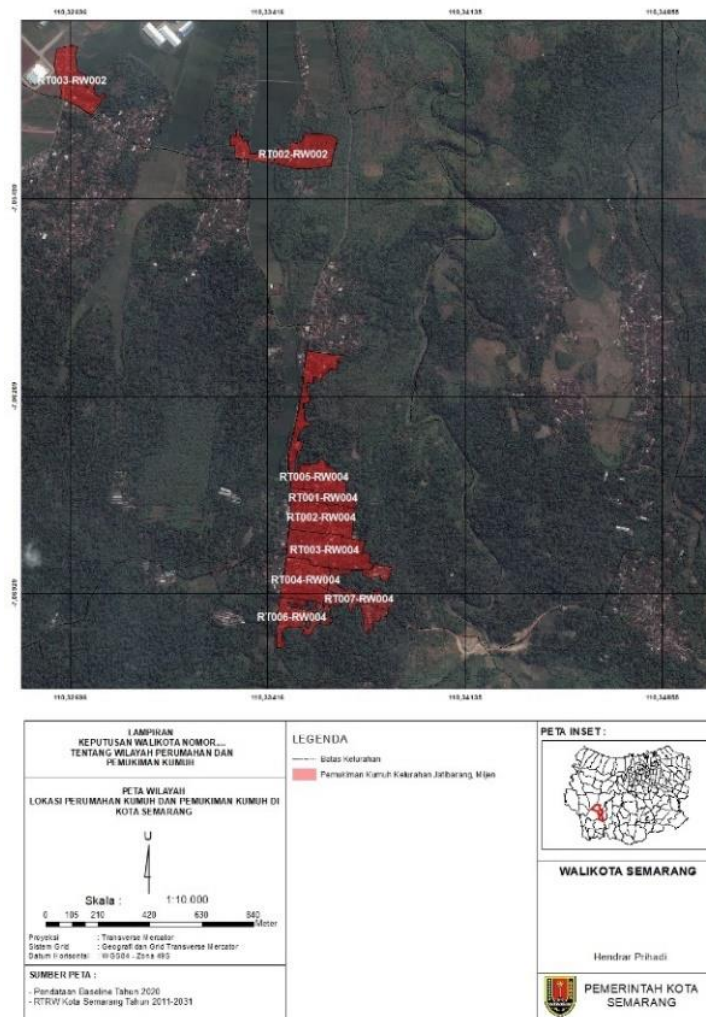 110,32696 110,33416 110,34135 110,34855
RT003-RW002
RT002-RW002
RT005-RW004
RT001-RW004
RT002-RW004
RT003-RW004
RT004-RW004
RT007-RW004
RT006-RW004
110,32696 110,33416 110,34135 110,34855
LAMPIRAN
KEPUTUSAN WALIKOTA NOMOR....
TENTANG WILAYAH PERUMAHAN DAN
PEMUKIMAN KUMUH
PETA WILAYAH
LOKASI PERUMAHAN KUMUH DAN PEMUKIMAN KUMUH DI
KOTA SEMARANG
U
Skala : 1:10.000
0 105 210 420 630 840
Meter
Proyeksi : Transverse Mercator
Sistem Grid : Geografi dan Grid Transverse Mercator
Datum Horisontal : WGS84 - Zona 49S
SUMBER PETA :
- Pendataan Baseline Tahun 2020
- RTRW Kota Semarang Tahun 2011-2031
LEGENDA
Batas Kelurahan
Pemukiman Kumuh Kelurahan Jatibarang, Mijen
PETA INSET :
WALIKOTA SEMARANG
Hendrar Prihadi
PEMERINTAH KOTA
SEMARANG